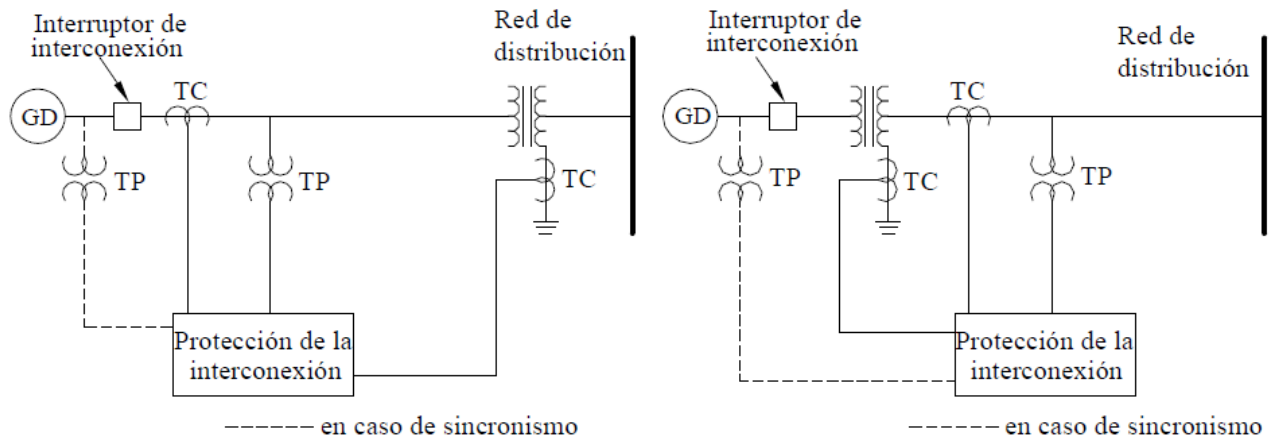 Interruptor de
interconexión
Red de
distribución
TC
GD
TP
TP
TC
Protección de la
interconexión
en caso de sincronismo
Interruptor de
interconexión
Red de
distribución
TC
GD
TP
TC
TP
Protección de la
interconexión
en caso de sincronismo